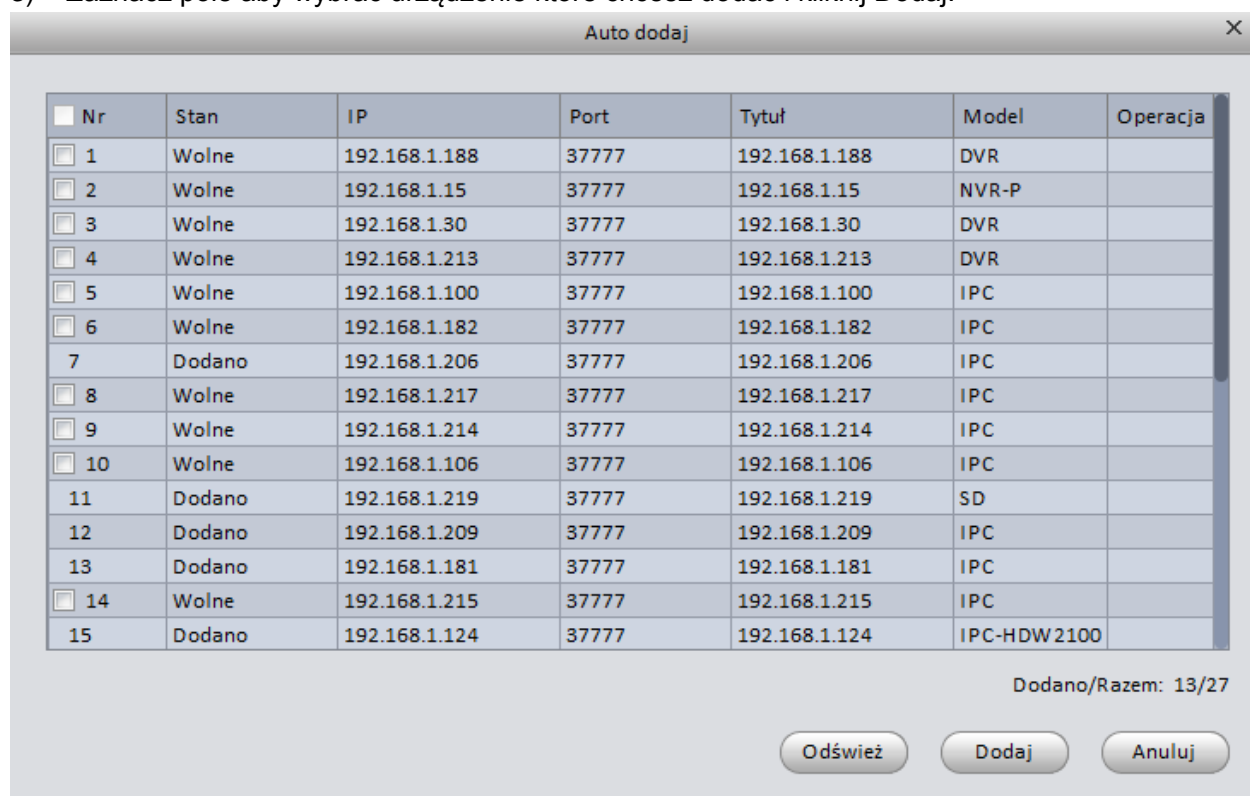 Auto dodaj
Nr Stan IP Port Tytuł Model Operacja
1 Wolne 192.168.1.188 37777 192.168.1.188 DVR
2 Wolne 192.168.1.15 37777 192.168.1.15 NVR-P
3 Wolne 192.168.1.30 37777 192.168.1.30 DVR
4 Wolne 192.168.1.213 37777 192.168.1.213 DVR
5 Wolne 192.168.1.100 37777 192.168.1.100 IPC
6 Wolne 192.168.1.182 37777 192.168.1.182 IPC
7 Dodano 192.168.1.206 37777 192.168.1.206 IPC
8 Wolne 192.168.1.217 37777 192.168.1.217 IPC
9 Wolne 192.168.1.214 37777 192.168.1.214 IPC
10 Wolne 192.168.1.106 37777 192.168.1.106 IPC
11 Dodano 192.168.1.219 37777 192.168.1.219 SD
12 Dodano 192.168.1.209 37777 192.168.1.209 IPC
13 Dodano 192.168.1.181 37777 192.168.1.181 IPC
14 Wolne 192.168.1.215 37777 192.168.1.215 IPC
15 Dodano 192.168.1.124 37777 192.168.1.124 IPC-HDW2100
Dodano/Razem: 13/27
Odśwież Dodaj Anuluj